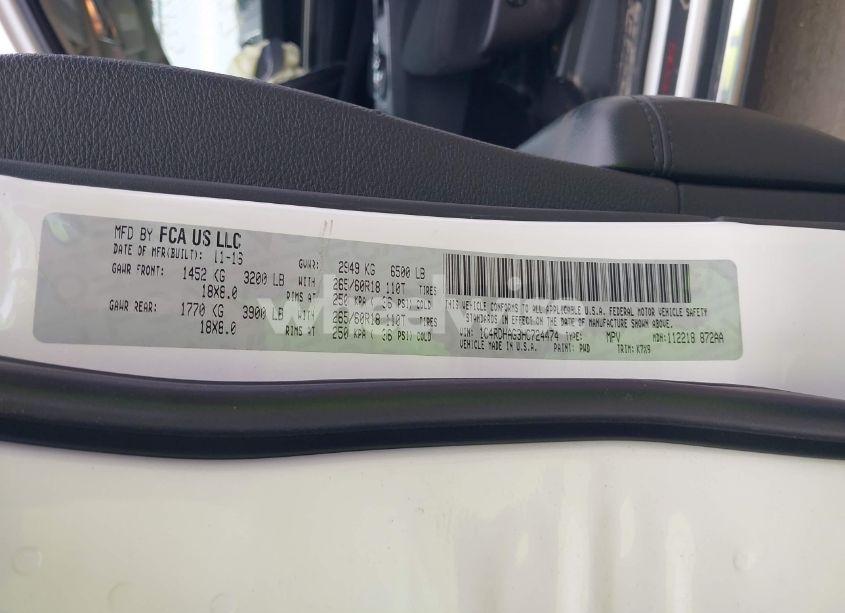 MFD BY FCA US LLC
DATE OF MFR(BUILT): 11-16 GVWR: 2949 KG 6500 LB
GAWR FRONT: 1452 KG 3200 LB WITH 265/60R18 110T TIRES
18X8.0 RIMS AT 250 KPA ( 36 PSI) COLD
GAWR REAR: 1770 KG 3900 LB WITH 265/60R18 110T TIRES
18X8.0 RIMS AT 250 KPA ( 36 PSI) COLD
THIS VEHICLE CONFORMS TO ALL APPLICABLE U.S.A. FEDERAL MOTOR VEHICLE SAFETY
STANDARDS IN EFFECT ON THE DATE OF MANUFACTURE SHOWN ABOVE.
VIN: 1C4RDHAG3HC724474 TYPE: MPV MDH: 112218 872AA
VEHICLE MADE IN U.S.A. PAINT: PWD TRIM: K7X9